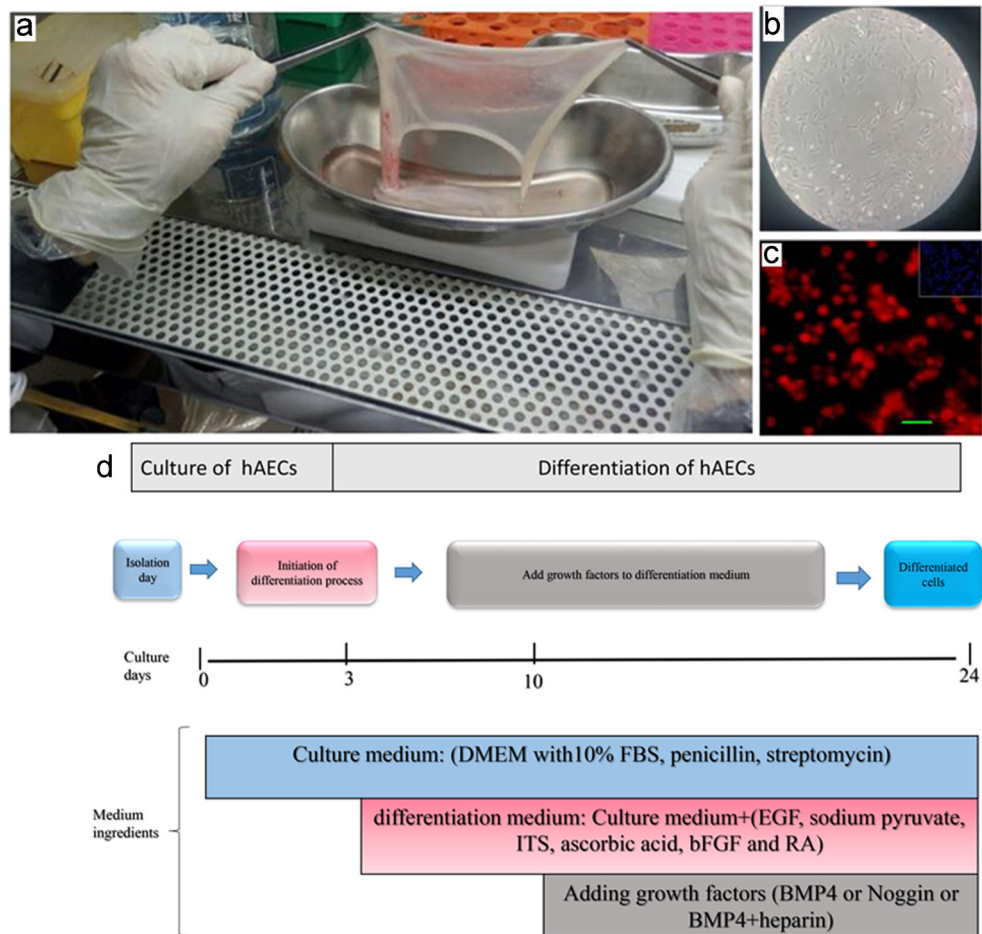 a
b
c
d
Culture of hAECs
Differentiation of hAECs
Isolation
day
Initiation of
differentiation process
Add growth factors to differentiation medium
Differentiated
cells
Culture
days
0
3
10
24
Medium
ingredients
Culture medium: (DMEM with10% FBS, penicillin, streptomycin)
differentiation medium: Culture medium+(EGF, sodium pyruvate,
ITS, ascorbic acid, bFGF and RA)
Adding growth factors (BMP4 or Noggin or
BMP4+heparin)